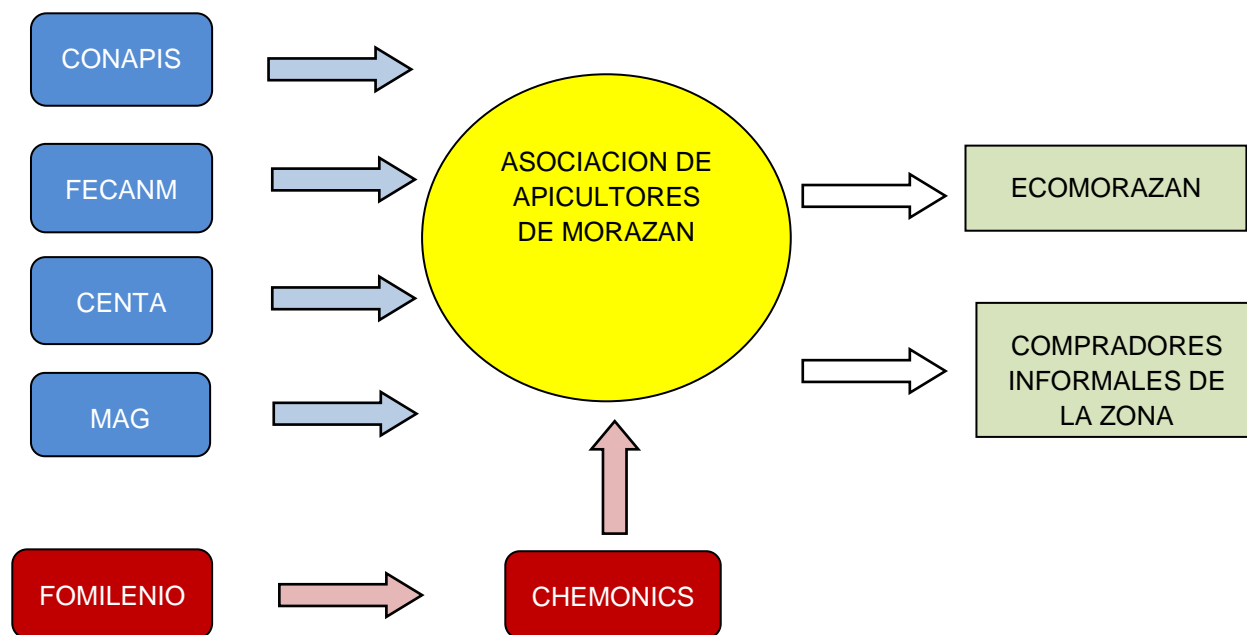 CONAPIS
FECANM
CENTA
MAG
FOMILENIO
CHEMONICS
ASOCIACION DE
APICULTORES
DE MORAZAN
ECOMORAZAN
COMPRADORES
INFORMALES DE
LA ZONA